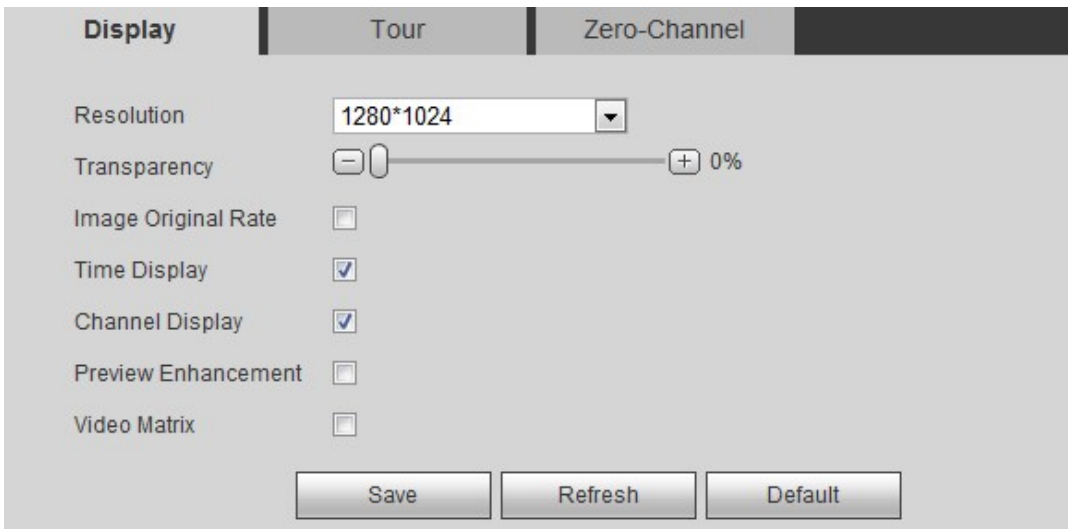 Display Tour Zero-Channel
Resolution 1280*1024
Transparency 0%
Image Original Rate
Time Display
Channel Display
Preview Enhancement
Video Matrix
Save Refresh Default